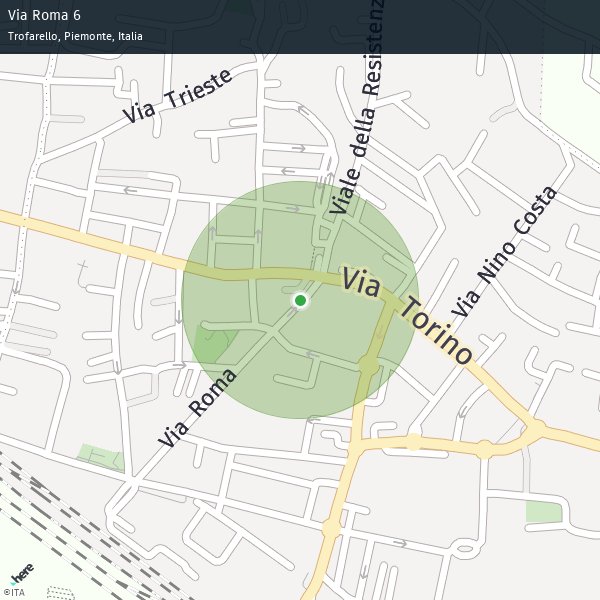 Via Roma 6
Trofarello, Piemonte, Italia
Via Trieste
Viale della Resistenz
Via Nino Costa
Via Torino
Via Roma
here
©ITA